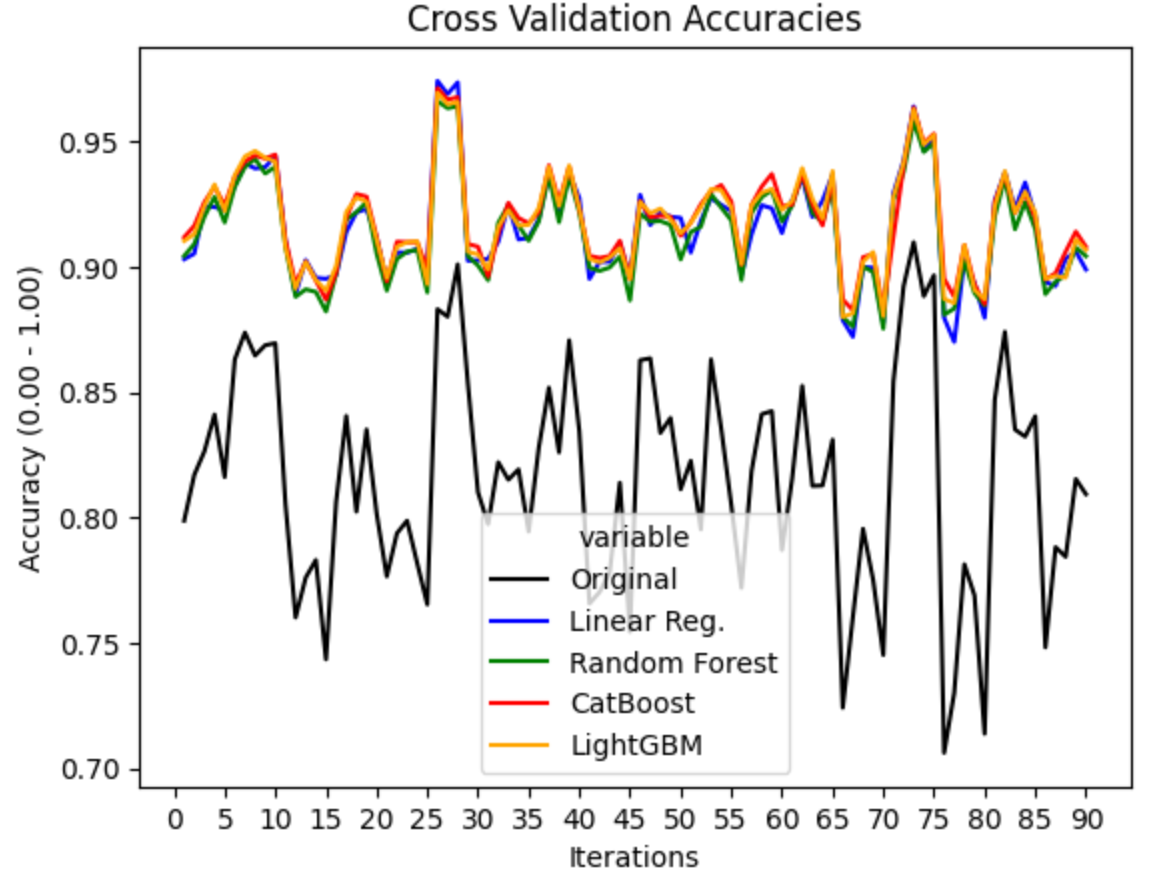 Cross Validation Accuracies
Accuracy (0.00 - 1.00)
0.95
0.90
0.85
0.80
0.75
0.70
variable
Original
Linear Reg.
Random Forest
CatBoost
LightGBM
0 5 10 15 20 25 30 35 40 45 50 55 60 65 70 75 80 85 90
Iterations